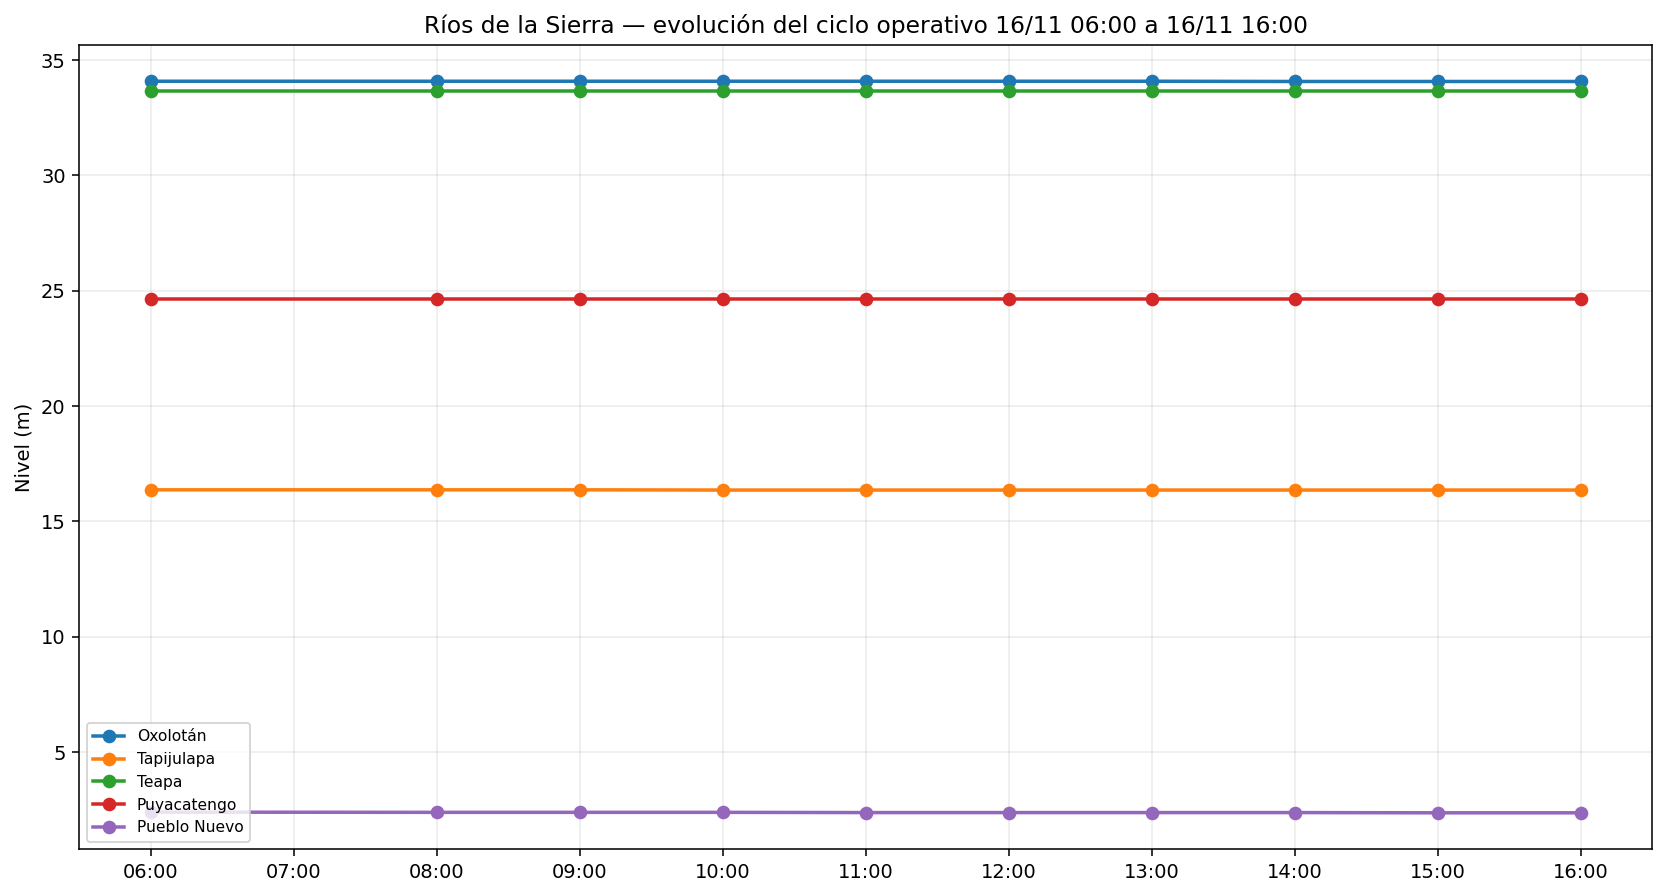 Ríos de la Sierra — evolución del ciclo operativo 16/11 06:00 a 16/11 16:00
Nivel (m)
35
30
25
20
15
10
5
Oxolotán
Tapijulapa
Teapa
Puyacatengo
Pueblo Nuevo
06:00 07:00 08:00 09:00 10:00 11:00 12:00 13:00 14:00 15:00 16:00